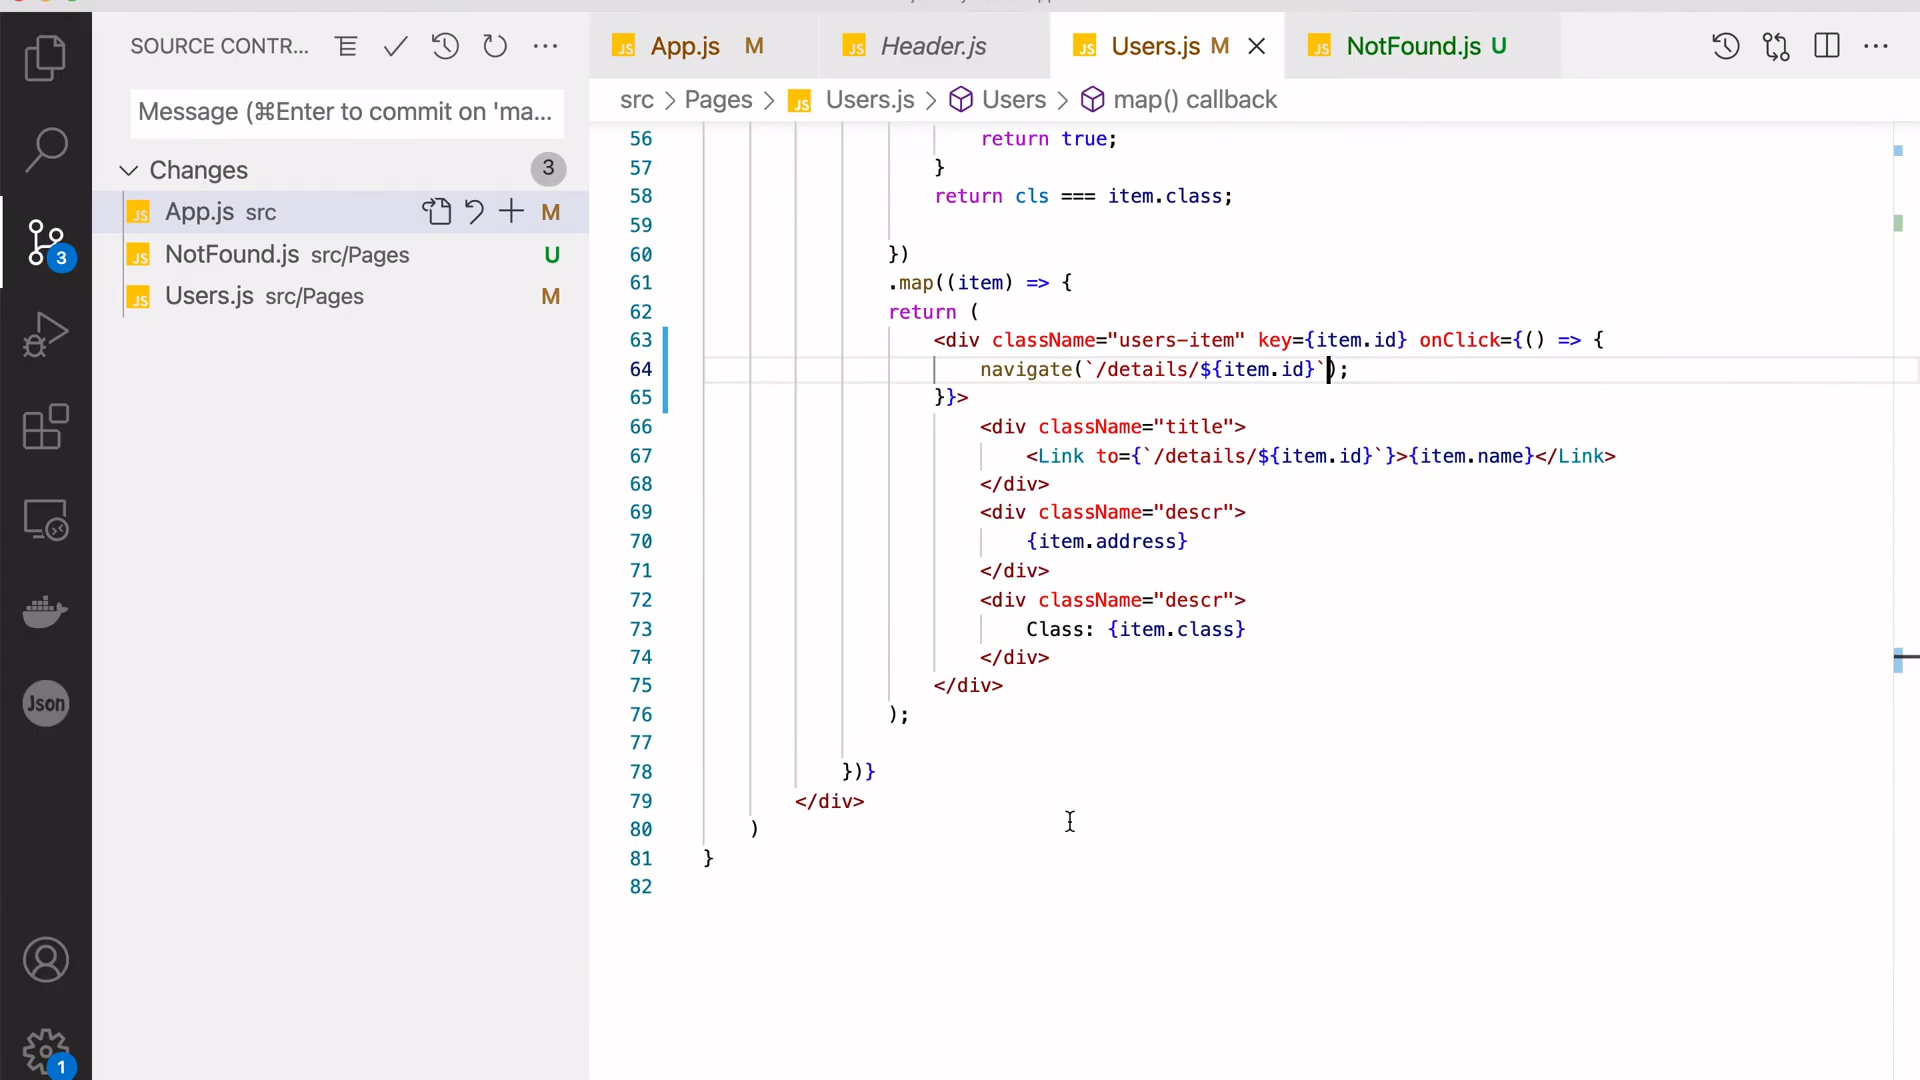 SOURCE CONTR...
Message (⌘Enter to commit on 'ma...
Changes
3
App.js src
M
NotFound.js src/Pages
U
Users.js src/Pages
M
3
Json
1
JS App.js M
JS Header.js
JS Users.js M
JS NotFound.js U
src > Pages > JS Users.js > Users > map() callback
56 return true;
57 }
58 return cls === item.class;
59
60 })
61 .map((item) => {
62 return (
63 <div className="users-item" key={item.id} onClick={() => {
64 navigate(`/details/${item.id}`);
65 }}>
66 <div className="title">
67 <Link to={`/details/${item.id}`}>{item.name}</Link>
68 </div>
69 <div className="descr">
70 {item.address}
71 </div>
72 <div className="descr">
73 Class: {item.class}
74 </div>
75 </div>
76 );
77
78 })}
79 </div>
80 )
81 }
82